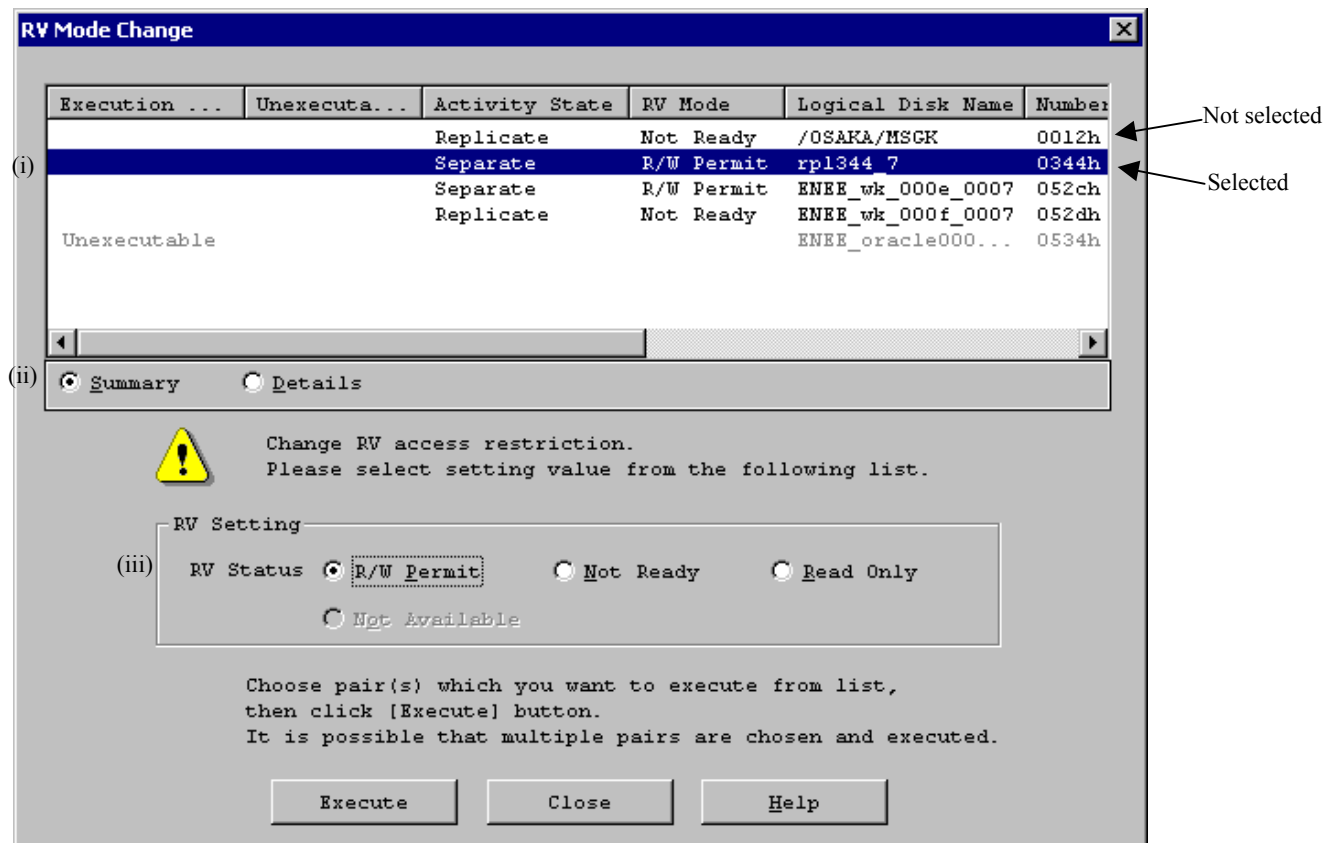 RV Mode Change
Execution ... Unexecuta... Activity State RV Mode Logical Disk Name Number
Replicate Not Ready /OSAKA/MSGK 0012h
Not selected
(i) Separate R/W Permit rpl344_7 0344h
Selected
Separate R/W Permit ENEE_wk_000e_0007 052ch
Replicate Not Ready ENEE_wk_000f_0007 052dh
Unexecutable ENEE_oracle000... 0534h
(ii) Summary Details
Change RV access restriction.
Please select setting value from the following list.
RV Setting
(iii) RV Status R/W Permit Not Ready Read Only
Not Available
Choose pair(s) which you want to execute from list,
then click [Execute] button.
It is possible that multiple pairs are chosen and executed.
Execute Close Help